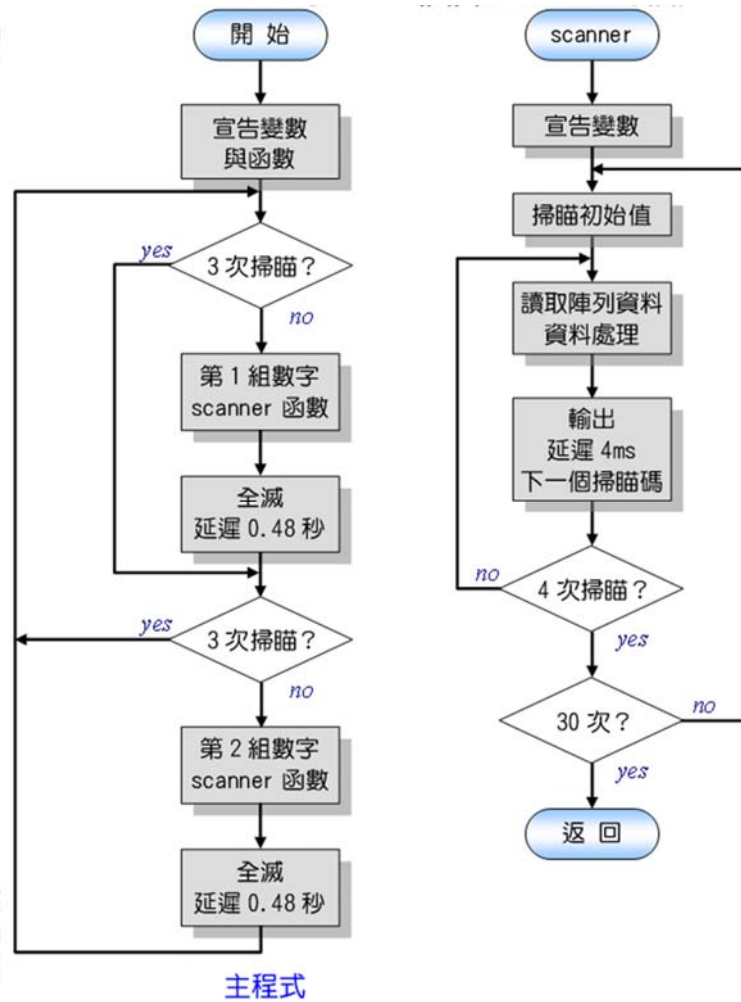 開 始
宣告變數
與函數
yes
3 次掃瞄？
no
第 1 組數字
scanner 函數
全滅
延遲 0.48 秒
yes
3 次掃瞄？
no
第 2 組數字
scanner 函數
全滅
延遲 0.48 秒
主程式
scanner
宣告變數
掃瞄初始值
讀取陣列資料
資料處理
輸出
延遲 4ms
下一個掃瞄碼
no
4 次掃瞄？
yes
30 次？
no
yes
返 回